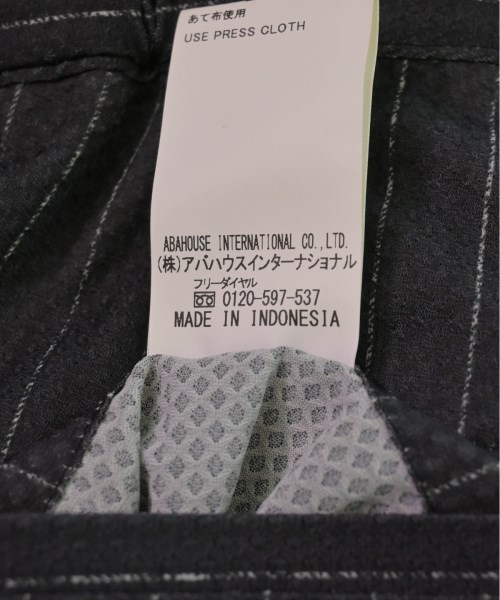 あて布使用
USE PRESS CLOTH
ABAHOUSE INTERNATIONAL CO.,LTD.
(株)アバハウスインターナショナル
フリーダイヤル
0120-597-537
MADE IN INDONESIA